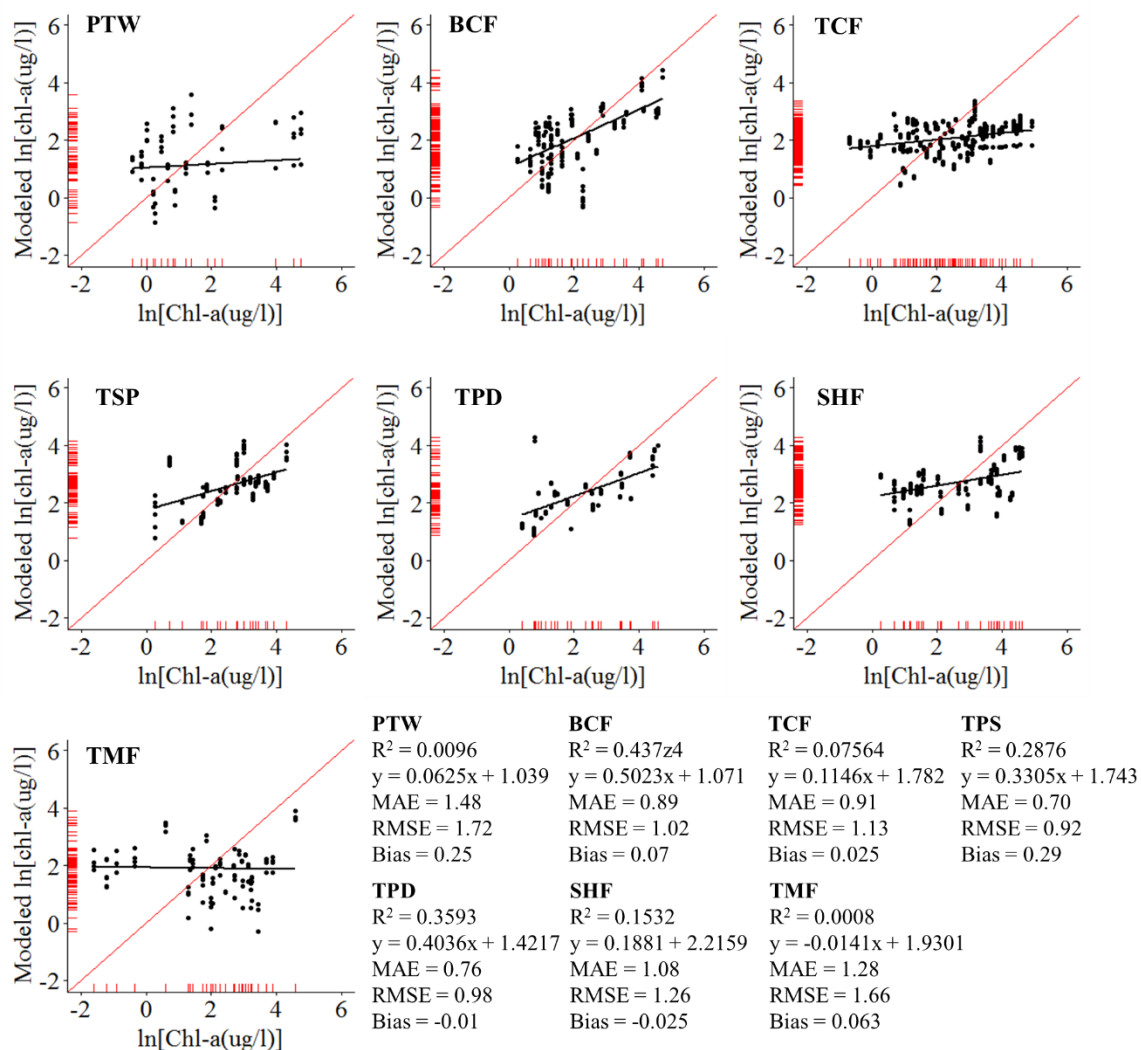 PTW
Modeled ln[chl-a(ug/l)]
6
4
2
0
-2
-2 0 2 4 6
ln[Chl-a(ug/l)]
BCF
Modeled ln[chl-a(ug/l)]
6
4
2
0
-2
-2 0 2 4 6
ln[Chl-a(ug/l)]
TCF
Modeled ln[chl-a(ug/l)]
6
4
2
0
-2
-2 0 2 4 6
ln[Chl-a(ug/l)]
TSP
Modeled ln[chl-a(ug/l)]
6
4
2
0
-2
-2 0 2 4 6
ln[Chl-a(ug/l)]
TPD
Modeled ln[chl-a(ug/l)]
6
4
2
0
-2
-2 0 2 4 6
ln[Chl-a(ug/l)]
SHF
Modeled ln[chl-a(ug/l)]
6
4
2
0
-2
-2 0 2 4 6
ln[Chl-a(ug/l)]
TMF
Modeled ln[chl-a(ug/l)]
6
4
2
0
-2
-2 0 2 4 6
ln[Chl-a(ug/l)]
PTW
R² = 0.0096
y = 0.0625x + 1.039
MAE = 1.48
RMSE = 1.72
Bias = 0.25
BCF
R² = 0.437z4
y = 0.5023x + 1.071
MAE = 0.89
RMSE = 1.02
Bias = 0.07
TCF
R² = 0.07564
y = 0.1146x + 1.782
MAE = 0.91
RMSE = 1.13
Bias = 0.025
TPS
R² = 0.2876
y = 0.3305x + 1.743
MAE = 0.70
RMSE = 0.92
Bias = 0.29
TPD
R² = 0.3593
y = 0.4036x + 1.4217
MAE = 0.76
RMSE = 0.98
Bias = -0.01
SHF
R² = 0.1532
y = 0.1881 + 2.2159
MAE = 1.08
RMSE = 1.26
Bias = -0.025
TMF
R² = 0.0008
y = -0.0141x + 1.9301
MAE = 1.28
RMSE = 1.66
Bias = 0.063